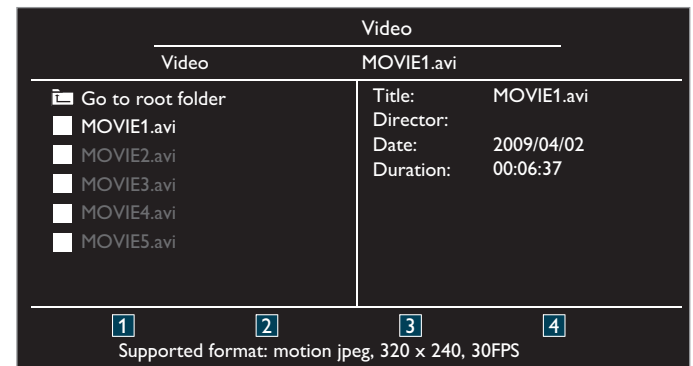 Video
Video MOVIE1.avi
Go to root folder
MOVIE1.avi
MOVIE2.avi
MOVIE3.avi
MOVIE4.avi
MOVIE5.avi
Title: MOVIE1.avi
Director:
Date: 2009/04/02
Duration: 00:06:37
1 2 3 4
Supported format: motion jpeg, 320 x 240, 30FPS